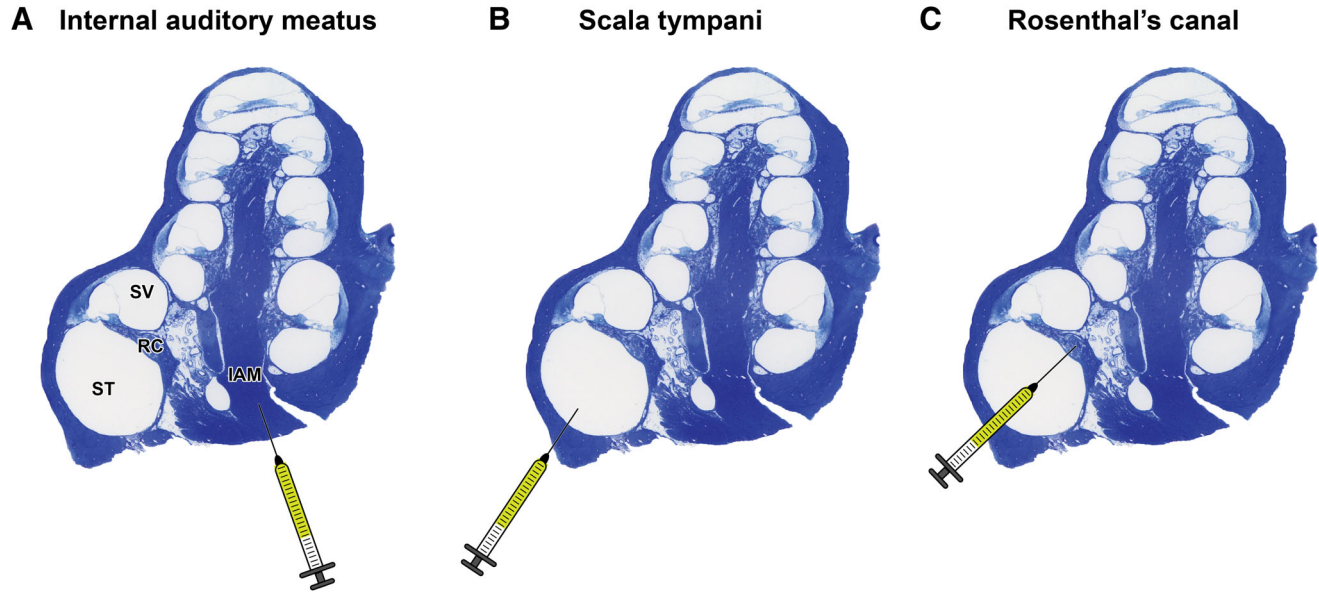 A Internal auditory meatus
B Scala tympani
C Rosenthal’s canal
SV
RC
ST
IAM